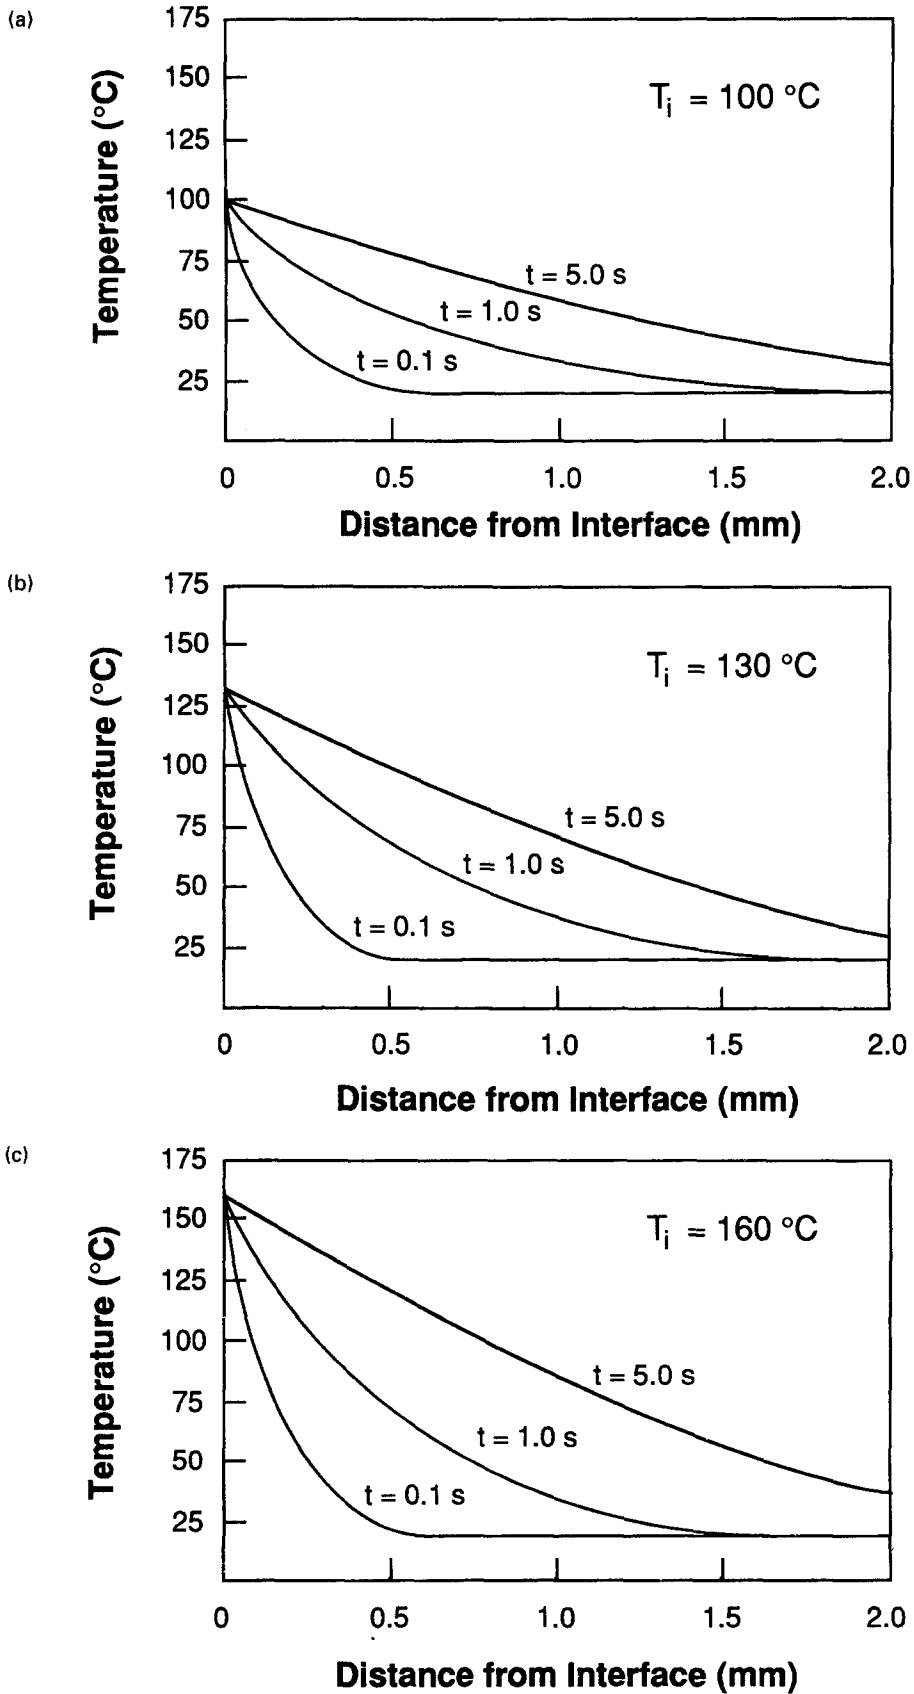 (a)
175
150
125
100
75
50
25
Temperature (°C)
Ti = 100 °C
t = 5.0 s
t = 1.0 s
t = 0.1 s
0 0.5 1.0 1.5 2.0
Distance from Interface (mm)
(b)
175
150
125
100
75
50
25
Temperature (°C)
Ti = 130 °C
t = 5.0 s
t = 1.0 s
t = 0.1 s
0 0.5 1.0 1.5 2.0
Distance from Interface (mm)
(c)
175
150
125
100
75
50
25
Temperature (°C)
Ti = 160 °C
t = 5.0 s
t = 1.0 s
t = 0.1 s
0 0.5 1.0 1.5 2.0
Distance from Interface (mm)